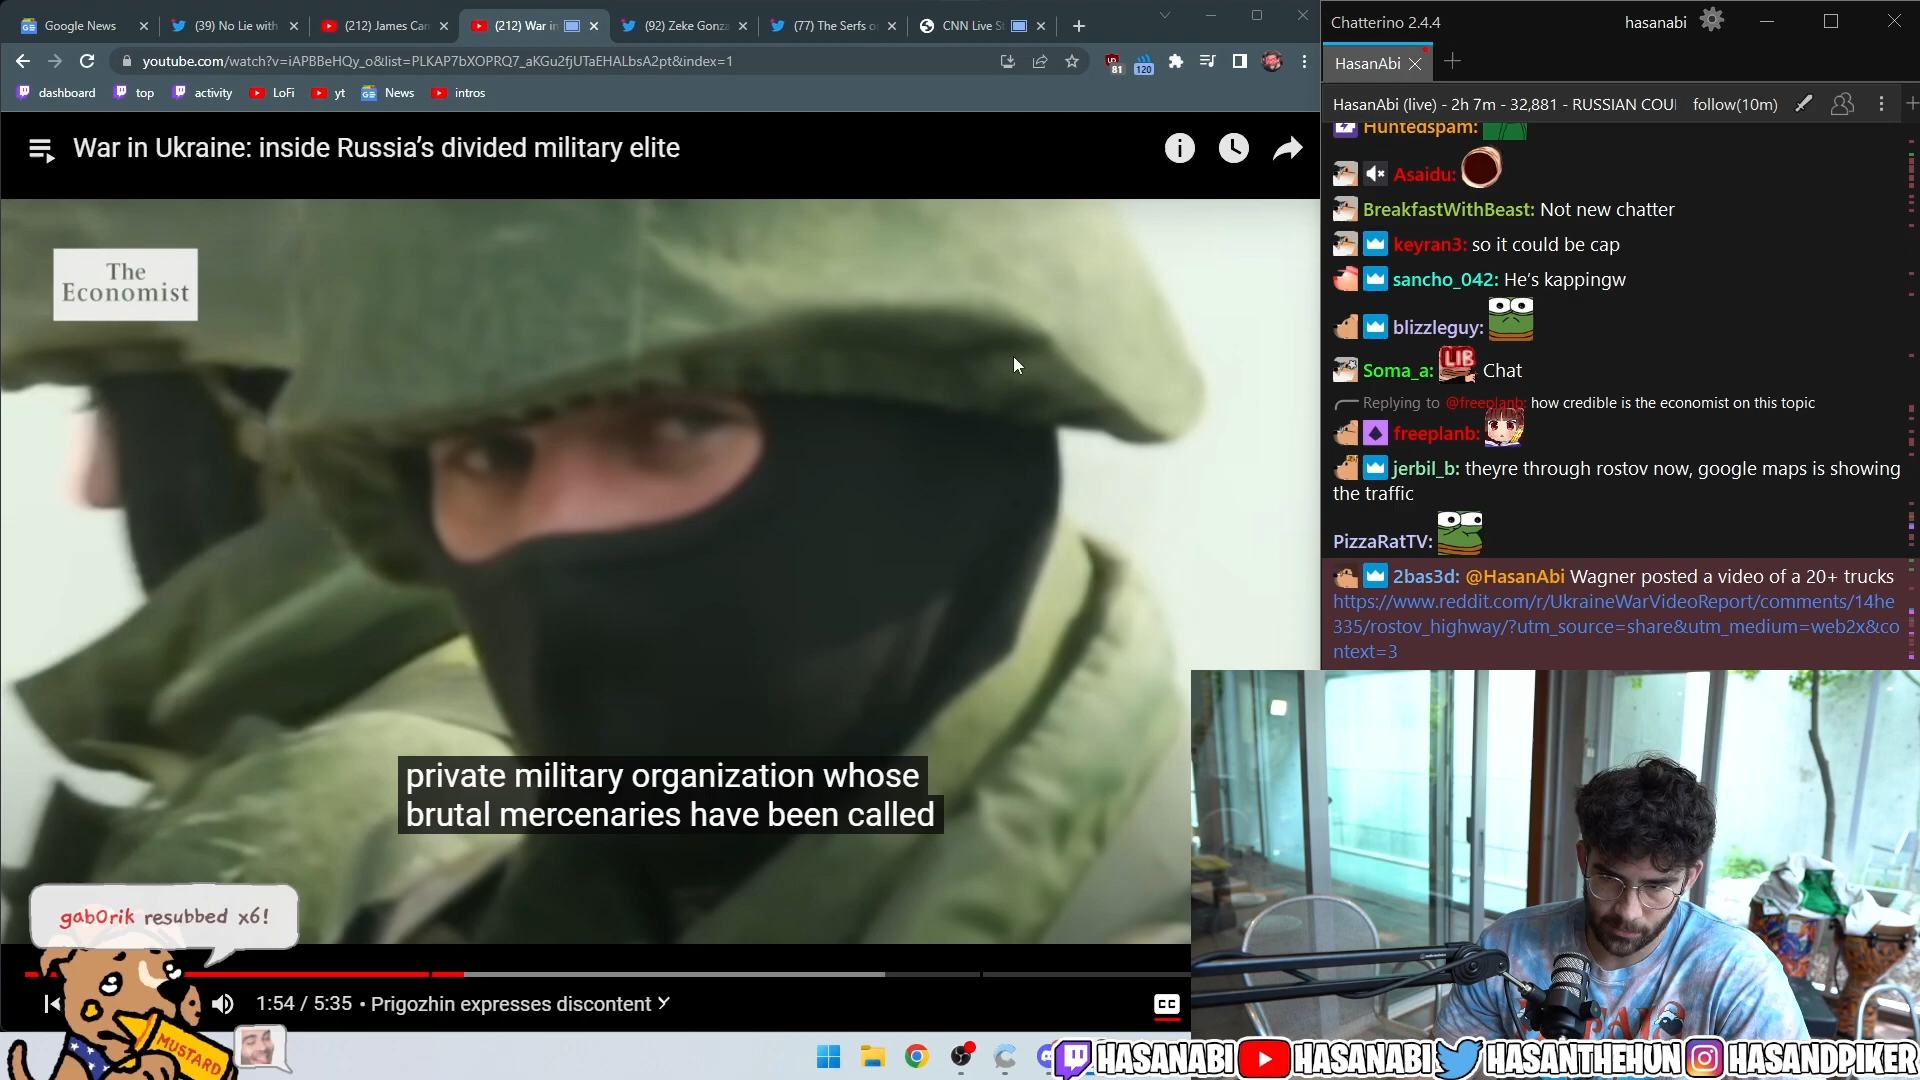 Google News
(39) No Lie with
(212) James Can
(212) War in
(92) Zeke Gonza
(77) The Serfs o
CNN Live St
youtube.com/watch?v=iAPBBeHQy_o&list=PLKAP7bXOPRQ7_aKGu2fjUTaEHALbsA2pt&index=1
81
120
dashboard
top
activity
LoFi
yt
News
intros
War in Ukraine: inside Russia's divided military elite
The
Economist
private military organization whose
brutal mercenaries have been called
gab0rik resubbed x6!
MUSTARD
1:54 / 5:35 • Prigozhin expresses discontent
CC
Chatterino 2.4.4
hasanabi
HasanAbi
HasanAbi (live) - 2h 7m - 32,881 - RUSSIAN COU
follow(10m)
Huntedspam:
Asaidu:
BreakfastWithBeast: Not new chatter
keyran3: so it could be cap
sancho_042: He's kappingw
blizzleguy:
Soma_a: LIB Chat
Replying to @freeplanb: how credible is the economist on this topic
freeplanb:
jerbil_b: theyre through rostov now, google maps is showing
the traffic
PizzaRatTV:
2bas3d: @HasanAbi Wagner posted a video of a 20+ trucks
https://www.reddit.com/r/UkraineWarVideoReport/comments/14he
335/rostov_highway/?utm_source=share&utm_medium=web2x&co
ntext=3
HASANABI
HASANABI
HASANTHEHUN
HASANDPIKER